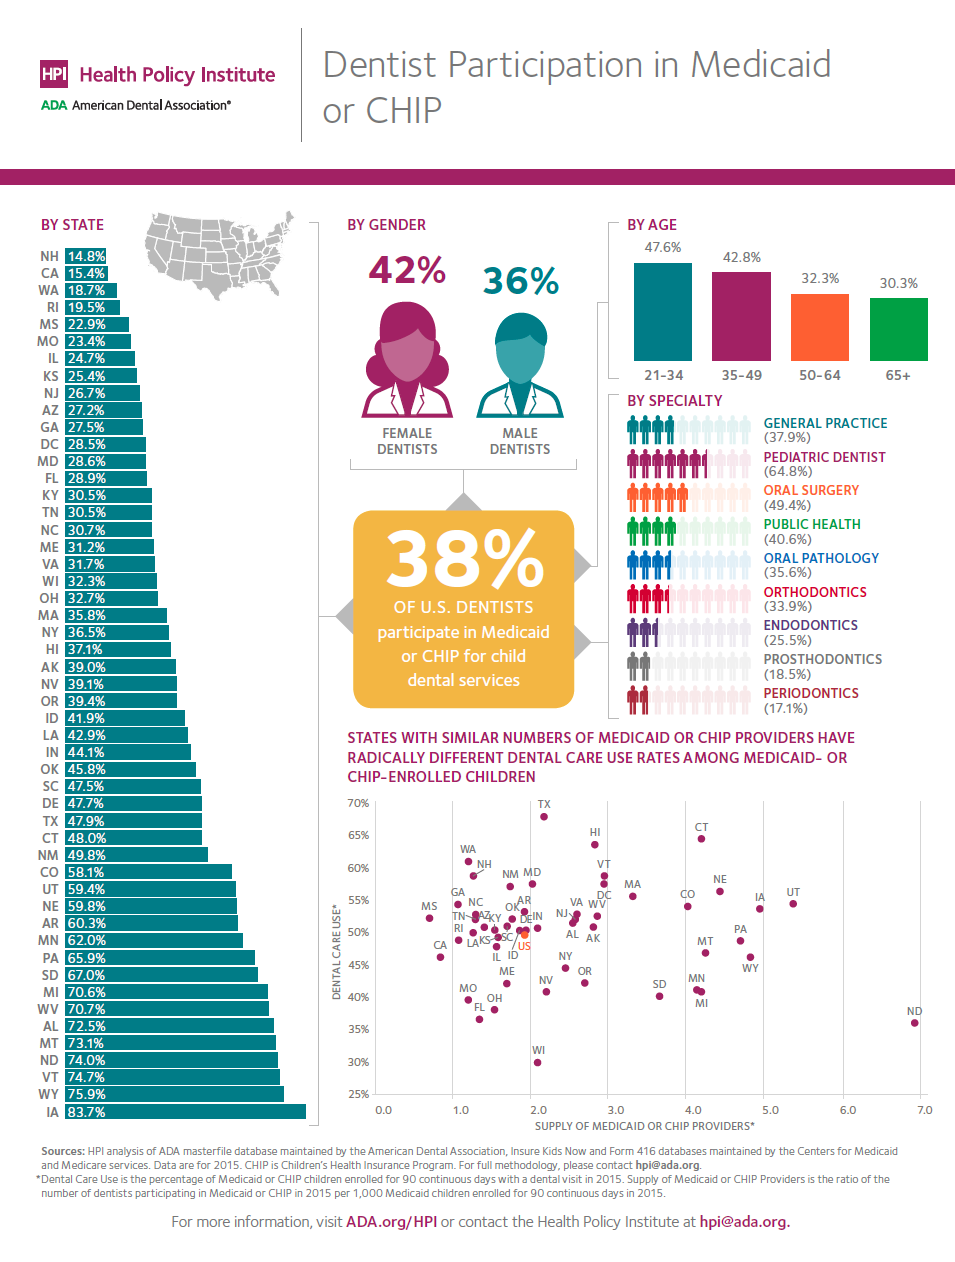 HPI Health Policy Institute
ADA American Dental Association®
Dentist Participation in Medicaid
or CHIP
BY STATE
NH 14.8%
CA 15.4%
WA 18.7%
RI 19.5%
MS 22.9%
MO 23.4%
IL 24.7%
KS 25.4%
NJ 26.7%
AZ 27.2%
GA 27.5%
DC 28.5%
MD 28.6%
FL 28.9%
KY 30.5%
TN 30.5%
NC 30.7%
ME 31.2%
VA 31.7%
WI 32.3%
OH 32.7%
MA 35.8%
NY 36.5%
HI 37.1%
AK 39.0%
NV 39.1%
OR 39.4%
ID 41.9%
LA 42.9%
IN 44.1%
OK 45.8%
SC 47.5%
DE 47.7%
TX 47.9%
CT 48.0%
NM 49.8%
CO 58.1%
UT 59.4%
NE 59.8%
AR 60.3%
MN 62.0%
PA 65.9%
SD 67.0%
MI 70.6%
WV 70.7%
AL 72.5%
MT 73.1%
ND 74.0%
VT 74.7%
WY 75.9%
IA 83.7%
BY GENDER
42%
36%
FEMALE
DENTISTS
MALE
DENTISTS
38%
OF U.S. DENTISTS
participate in Medicaid
or CHIP for child
dental services
BY AGE
47.6%
42.8%
32.3%
30.3%
21-34
35-49
50-64
65+
BY SPECIALTY
GENERAL PRACTICE
(37.9%)
PEDIATRIC DENTIST
(64.8%)
ORAL SURGERY
(49.4%)
PUBLIC HEALTH
(40.6%)
ORAL PATHOLOGY
(35.6%)
ORTHODONTICS
(33.9%)
ENDODONTICS
(25.5%)
PROSTHODONTICS
(18.5%)
PERIODONTICS
(17.1%)
STATES WITH SIMILAR NUMBERS OF MEDICAID OR CHIP PROVIDERS HAVE
RADICALLY DIFFERENT DENTAL CARE USE RATES AMONG MEDICAID- OR
CHIP-ENROLLED CHILDREN
DENTAL CARE USE*
70%
65%
60%
55%
50%
45%
40%
35%
30%
25%
TX
HI
CT
WA
NH
VT
NM
MD
DC
MA
NE
CO
IA
UT
GA
MS
NC
AR
TN
AZ
OK
NJ
VA
WV
RI
KY
DE
IN
CA
LA
KS
SC
US
AL
AK
IL
ID
PA
MT
WY
NY
ME
OR
NV
SD
MN
MI
MO
OH
FL
ND
WI
0.0 1.0 2.0 3.0 4.0 5.0 6.0 7.0
SUPPLY OF MEDICAID OR CHIP PROVIDERS*
Sources: HPI analysis of ADA masterfile database maintained by the American Dental Association, Insure Kids Now and Form 416 databases maintained by the Centers for Medicaid
and Medicare services. Data are for 2015. CHIP is Children's Health Insurance Program. For full methodology, please contact hpi@ada.org.
*Dental Care Use is the percentage of Medicaid or CHIP children enrolled for 90 continuous days with a dental visit in 2015. Supply of Medicaid or CHIP Providers is the ratio of the
number of dentists participating in Medicaid or CHIP in 2015 per 1,000 Medicaid children enrolled for 90 continuous days in 2015.
For more information, visit ADA.org/HPI or contact the Health Policy Institute at hpi@ada.org.